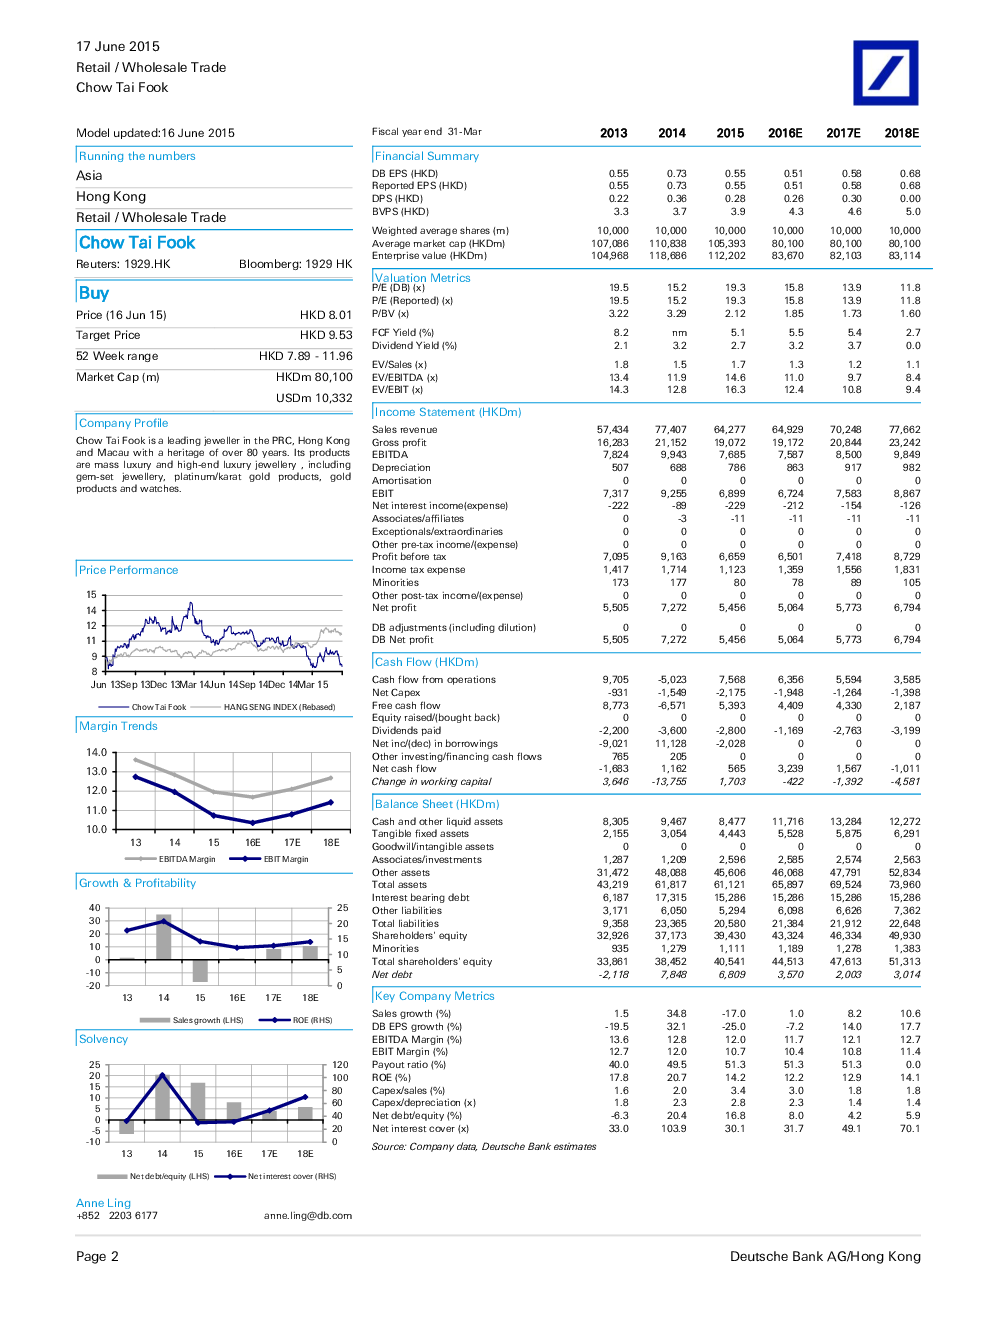 17 June 2015
Retail / Wholesale Trade
Chow Tai Fook
Model updated:16 June 2015
Running the numbers
Asia
Hong Kong
Retail / Wholesale Trade
Chow Tai Fook
Reuters: 1929.HK Bloomberg: 1929 HK
Buy
Price (16 Jun 15) HKD 8.01
Target Price HKD 9.53
52 Week range HKD 7.89 - 11.96
Market Cap (m) HKDm 80,100
USDm 10,332
Company Profile
Chow Tai Fook is a leading jeweller in the PRC, Hong Kong
and Macau with a heritage of over 80 years. Its products
are mass luxury and high-end luxury jewellery , including
gem-set jewellery, platinum/karat gold products, gold
products and watches.
Price Performance
15
14
12
11
9
8
Jun 13Sep 13Dec 13Mar 14Jun 14Sep 14Dec 14Mar 15
Chow Tai Fook HANG SENG INDEX (Rebased)
Margin Trends
14.0
13.0
12.0
11.0
10.0
13 14 15 16E 17E 18E
EBITDA Margin EBIT Margin
Growth & Profitability
40 25
30 20
20 15
10
0 10
-10 5
-20 0
13 14 15 16E 17E 18E
Sales growth (LHS) ROE (RHS)
Solvency
25 120
20 100
15 80
10 60
5 40
0 20
-5 0
-10
13 14 15 16E 17E 18E
Net debt/equity (LHS) Net interest cover (RHS)
Anne Ling
+852 2203 6177 anne.ling@db.com
Fiscal year end 31-Mar 2013 2014 2015 2016E 2017E 2018E
Financial Summary
DB EPS (HKD) 0.55 0.73 0.55 0.51 0.58 0.68
Reported EPS (HKD) 0.55 0.73 0.55 0.51 0.58 0.68
DPS (HKD) 0.22 0.36 0.28 0.26 0.30 0.00
BVPS (HKD) 3.3 3.7 3.9 4.3 4.6 5.0
Weighted average shares (m) 10,000 10,000 10,000 10,000 10,000 10,000
Average market cap (HKDm) 107,086 110,838 105,393 80,100 80,100 80,100
Enterprise value (HKDm) 104,968 118,686 112,202 83,670 82,103 83,114
Valuation Metrics
P/E (DB) (x) 19.5 15.2 19.3 15.8 13.9 11.8
P/E (Reported) (x) 19.5 15.2 19.3 15.8 13.9 11.8
P/BV (x) 3.22 3.29 2.12 1.85 1.73 1.60
FCF Yield (%) 8.2 nm 5.1 5.5 5.4 2.7
Dividend Yield (%) 2.1 3.2 2.7 3.2 3.7 0.0
EV/Sales (x) 1.8 1.5 1.7 1.3 1.2 1.1
EV/EBITDA (x) 13.4 11.9 14.6 11.0 9.7 8.4
EV/EBIT (x) 14.3 12.8 16.3 12.4 10.8 9.4
Income Statement (HKDm)
Sales revenue 57,434 77,407 64,277 64,929 70,248 77,662
Gross profit 16,283 21,152 19,072 19,172 20,844 23,242
EBITDA 7,824 9,943 7,685 7,587 8,500 9,849
Depreciation 507 688 786 863 917 982
Amortisation 0 0 0 0 0 0
EBIT 7,317 9,255 6,899 6,724 7,583 8,867
Net interest income(expense) -222 -89 -229 -212 -154 -126
Associates/affiliates 0 -3 -11 -11 -11 -11
Exceptionals/extraordinaries 0 0 0 0 0 0
Other pre-tax income/(expense) 0 0 0 0 0 0
Profit before tax 7,095 9,163 6,659 6,501 7,418 8,729
Income tax expense 1,417 1,714 1,123 1,359 1,556 1,831
Minorities 173 177 80 78 89 105
Other post-tax income/(expense) 0 0 0 0 0 0
Net profit 5,505 7,272 5,456 5,064 5,773 6,794
DB adjustments (including dilution) 0 0 0 0 0 0
DB Net profit 5,505 7,272 5,456 5,064 5,773 6,794
Cash Flow (HKDm)
Cash flow from operations 9,705 -5,023 7,568 6,356 5,594 3,585
Net Capex -931 -1,549 -2,175 -1,948 -1,264 -1,398
Free cash flow 8,773 -6,571 5,393 4,409 4,330 2,187
Equity raised/(bought back) 0 0 0 0 0 0
Dividends paid -2,200 -3,600 -2,800 -1,169 -2,763 -3,199
Net inc/(dec) in borrowings -9,021 11,128 -2,028 0 0 0
Other investing/financing cash flows 765 205 0 0 0 0
Net cash flow -1,683 1,162 565 3,239 1,567 -1,011
Change in working capital 3,646 -13,755 1,703 -422 -1,392 -4,581
Balance Sheet (HKDm)
Cash and other liquid assets 8,305 9,467 8,477 11,716 13,284 12,272
Tangible fixed assets 2,155 3,054 4,443 5,528 5,875 6,291
Goodwill/intangible assets 0 0 0 0 0 0
Associates/investments 1,287 1,209 2,596 2,585 2,574 2,563
Other assets 31,472 48,088 45,606 46,068 47,791 52,834
Total assets 43,219 61,817 61,121 65,897 69,524 73,960
Interest bearing debt 6,187 17,315 15,286 15,286 15,286 15,286
Other liabilities 3,171 6,050 5,294 6,098 6,626 7,362
Total liabilities 9,358 23,365 20,580 21,384 21,912 22,648
Shareholders' equity 32,926 37,173 39,430 43,324 46,334 49,930
Minorities 935 1,279 1,111 1,189 1,278 1,383
Total shareholders' equity 33,861 38,452 40,541 44,513 47,613 51,313
Net debt -2,118 7,848 6,809 3,570 2,003 3,014
Key Company Metrics
Sales growth (%) 1.5 34.8 -17.0 1.0 8.2 10.6
DB EPS growth (%) -19.5 32.1 -25.0 -7.2 14.0 17.7
EBITDA Margin (%) 13.6 12.8 12.0 11.7 12.1 12.7
EBIT Margin (%) 12.7 12.0 10.7 10.4 10.8 11.4
Payout ratio (%) 40.0 49.5 51.3 51.3 51.3 0.0
ROE (%) 17.8 20.7 14.2 12.2 12.9 14.1
Capex/sales (%) 1.6 2.0 3.4 3.0 1.8 1.8
Capex/depreciation (x) 1.8 2.3 2.8 2.3 1.4 1.4
Net debt/equity (%) -6.3 20.4 16.8 8.0 4.2 5.9
Net interest cover (x) 33.0 103.9 30.1 31.7 49.1 70.1
Source: Company data, Deutsche Bank estimates
Page 2 Deutsche Bank AG/Hong Kong